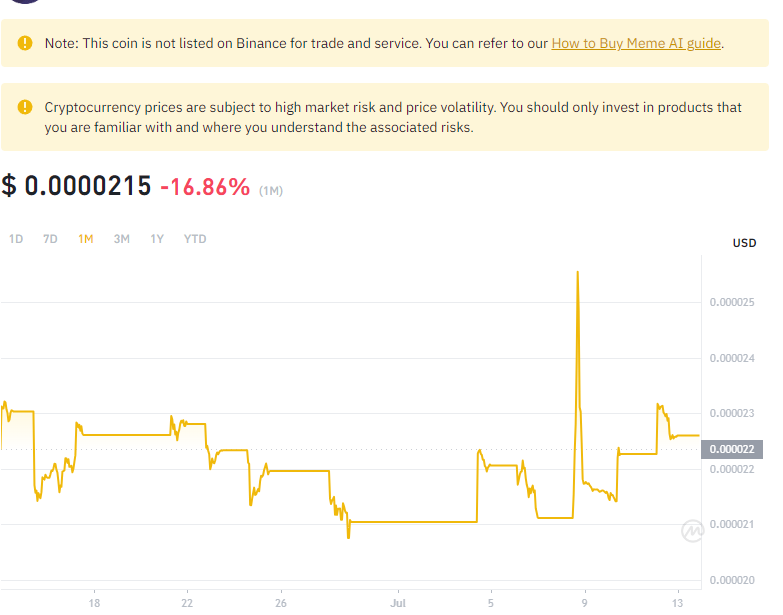 Note: This coin is not listed on Binance for trade and service. You can refer to our How to Buy Meme AI guide.
Cryptocurrency prices are subject to high market risk and price volatility. You should only invest in products that
you are familiar with and where you understand the associated risks.
$ 0.0000215 -16.86% (1M)
1D 7D 1M 3M 1Y YTD
USD
0.000025
0.000024
0.000023
0.000022
0.000022
0.000021
0.000020
18 22 26 Jul 5 9 13